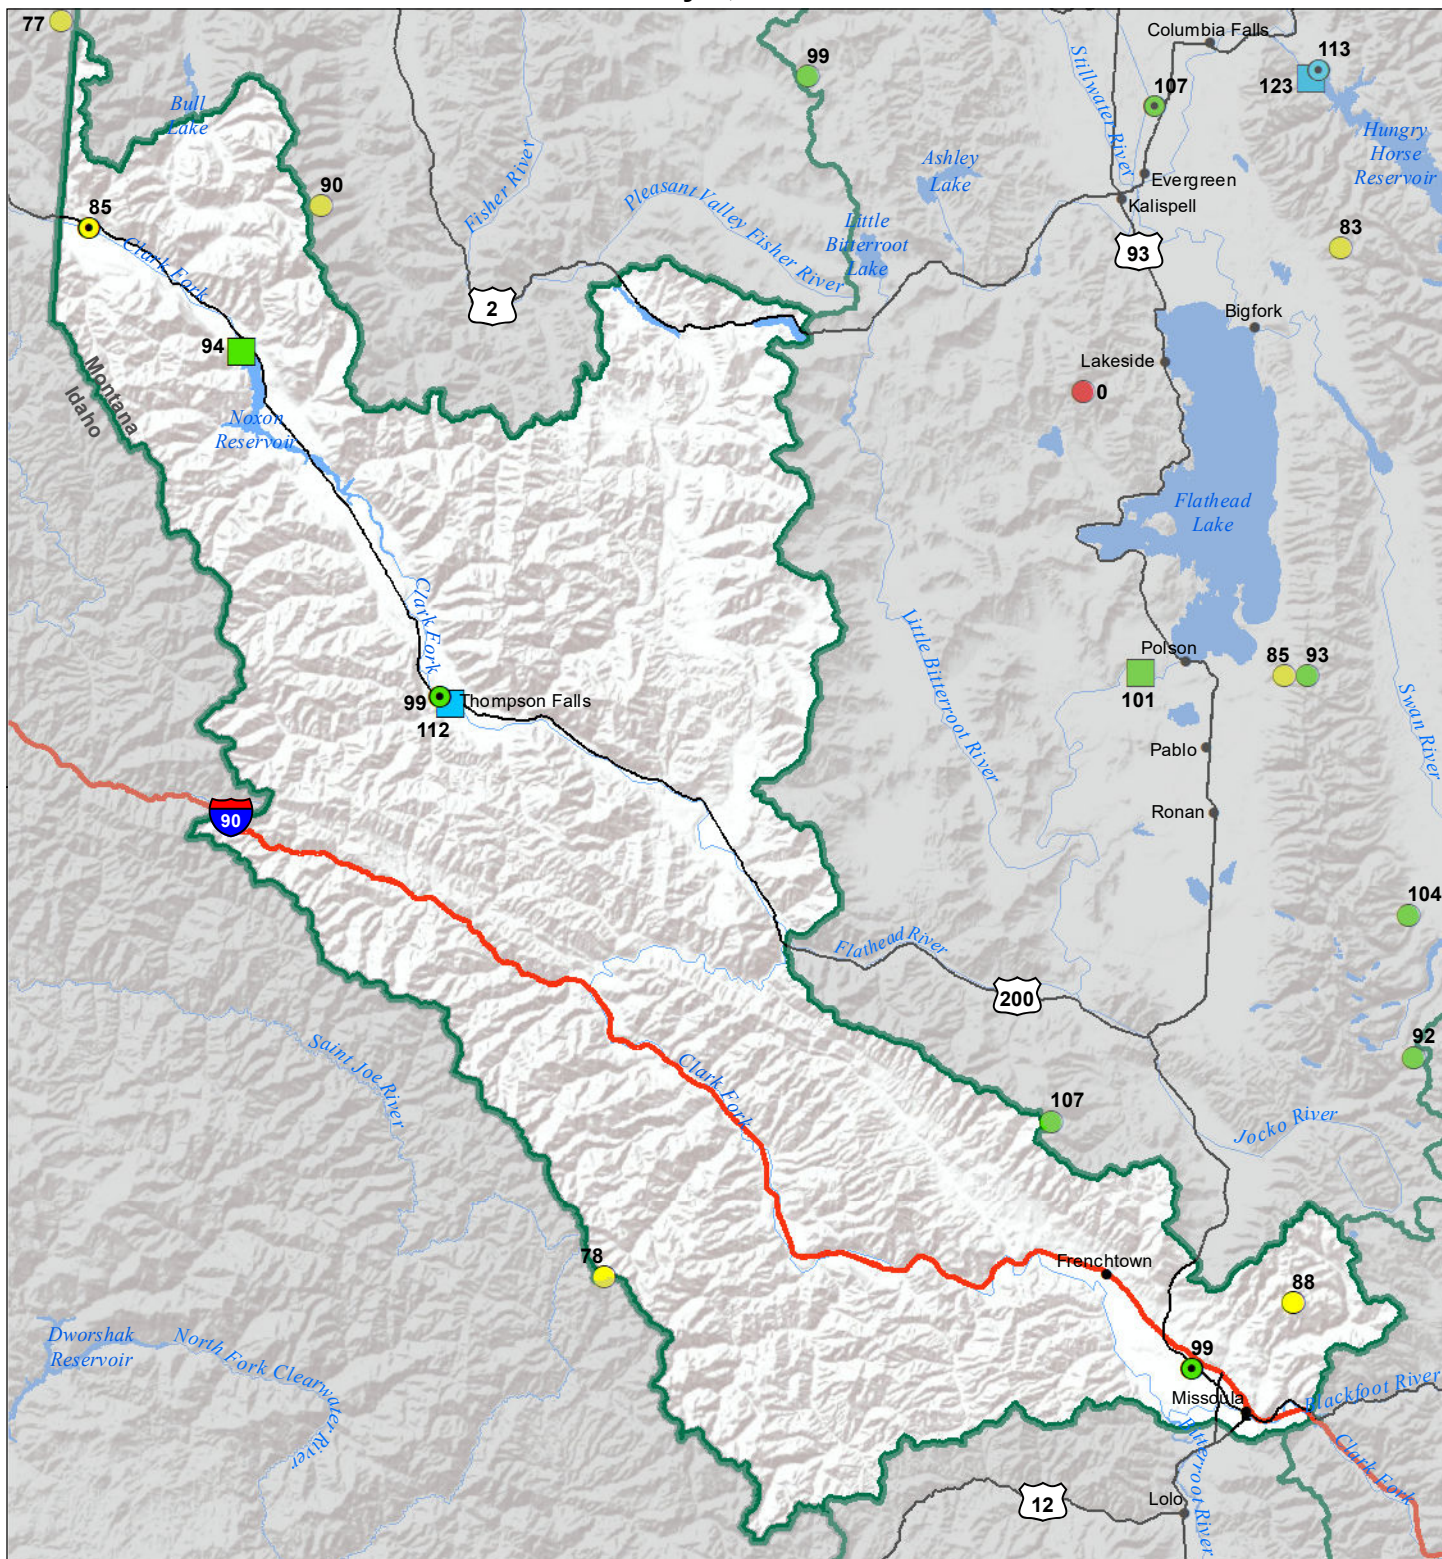 77
Bull
Lake
90
85
Clark Fork
94
Montana
Idaho
Noxon
Reservoir
Fisher River
Pleasant Valley Fisher River
2
99
Ashley
Lake
Little
Bitterroot
Lake
Stillwater River
Columbia Falls
107
113
123
Hungry
Horse
Reservoir
Evergreen
Kalispell
93
83
Bigfork
Lakeside
0
Flathead
Lake
Clark Fork
99
Thompson Falls
112
Little Bitterroot River
Polson
101
85
93
Swan River
Pablo
Ronan
90
104
Flathead River
200
92
Saint Joe River
Clark Fork
107
Jocko River
78
Frenchtown
88
Dworshak
Reservoir
North Fork Clearwater
River
99
Missoula
Blackfoot River
Bitterroot River
Clark Fork
12
Lolo